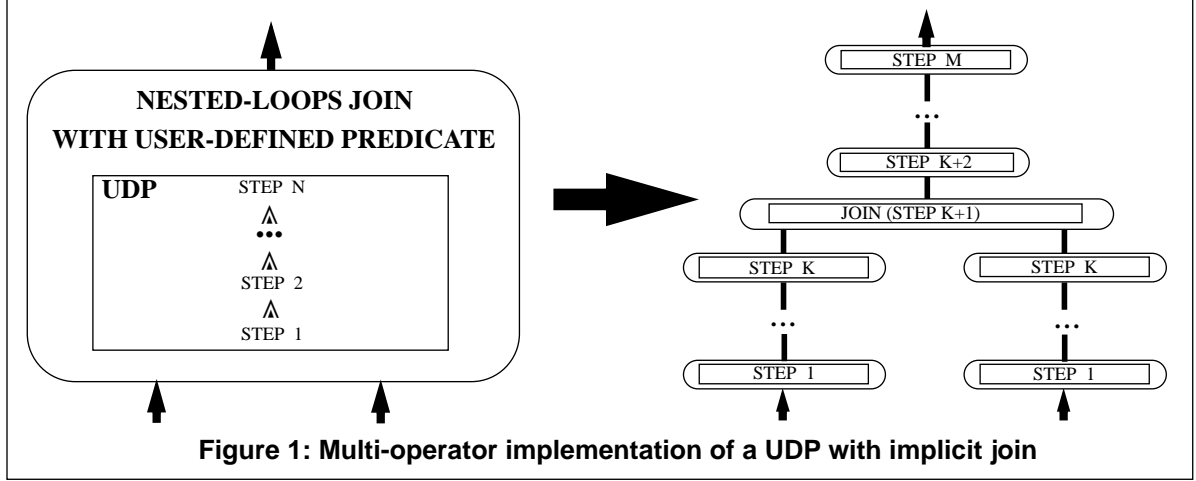 NESTED-LOOPS JOIN
WITH USER-DEFINED PREDICATE
UDP
STEP N
•••
STEP 2
STEP 1
STEP M
•••
STEP K+2
JOIN (STEP K+1)
STEP K
STEP K
•••
•••
STEP 1
STEP 1
Figure 1: Multi-operator implementation of a UDP with implicit join